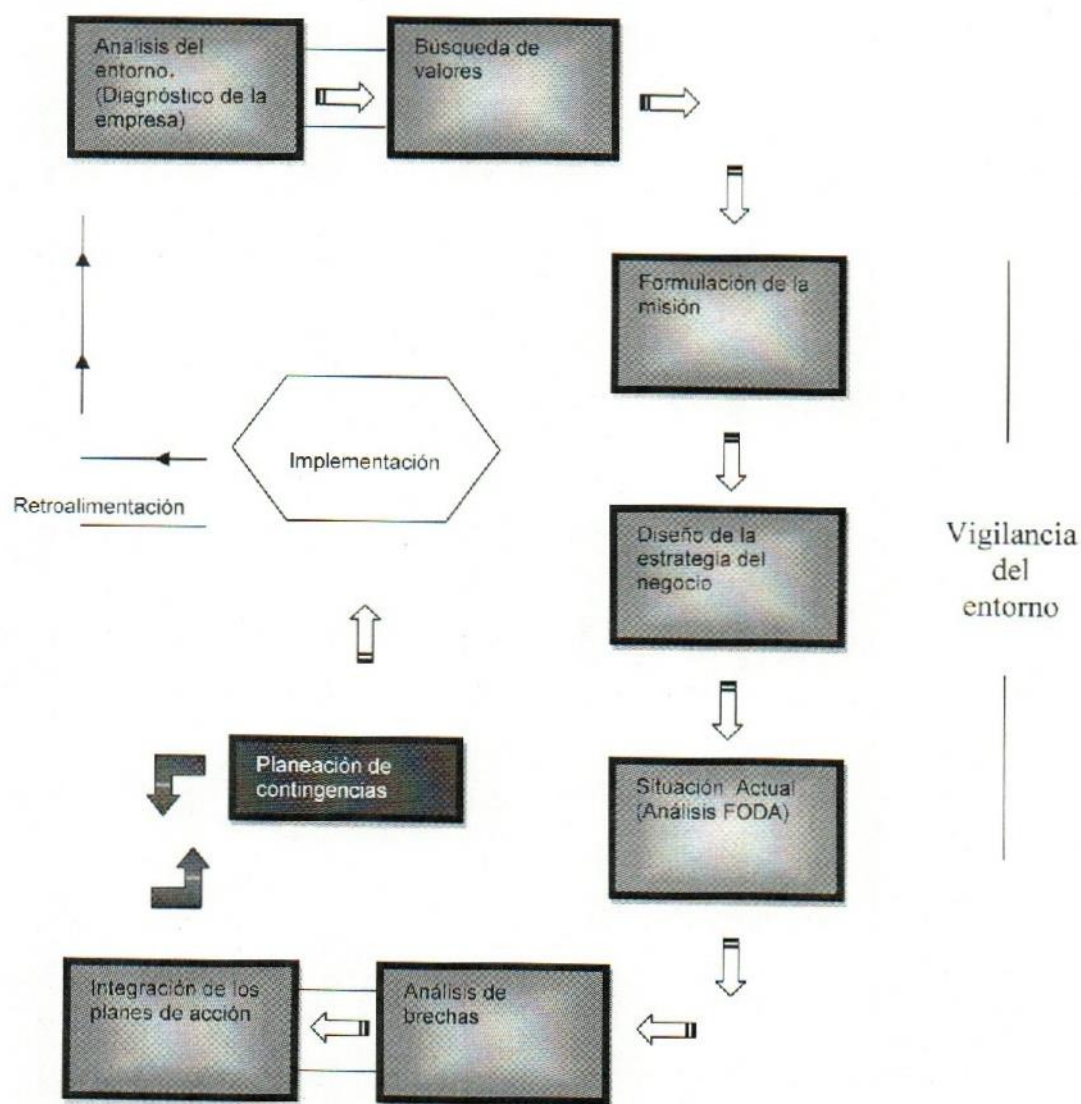 Analisis del
entorno.
(Diagnóstico de la
empresa)
Búsqueda de
valores
Formulación de la
misión
Implementación
Retroalimentación
Diseño de la
estrategia del
negocio
Vigilancia
del
entorno
Planeación de
contingencias
Situación Actual
(Análisis FODA)
Integración de los
planes de acción
Análisis de
brechas